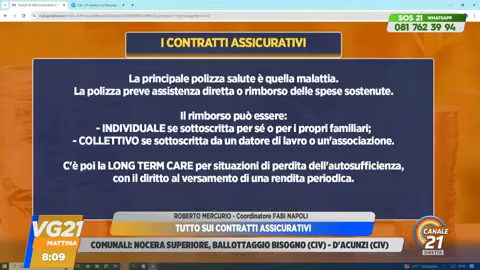 SOS 21 WHATSAPP
081 762 39 94
I CONTRATTI ASSICURATIVI
La principale polizza salute è quella malattia.
La polizza preve assistenza diretta o rimborso delle spese sostenute.
Il rimborso può essere:
- INDIVIDUALE se sottoscritta per sé o per i propri familiari;
- COLLETTIVO se sottoscritta da un datore di lavoro o un'associazione.
C'è poi la LONG TERM CARE per situazioni di perdita dell'autosufficienza,
con il diritto al versamento di una rendita periodica.
ROBERTO MERCURIO - Coordinatore FABI NAPOLI
VG21
MATTINA
TUTTO SUI CONTRATTI ASSICURATIVI
8:09
COMUNALI: NOCERA SUPERIORE, BALLOTTAGGIO BISOGNO (CIV) - D'ACUNZI (CIV)
CANALE
21
DIRETTA